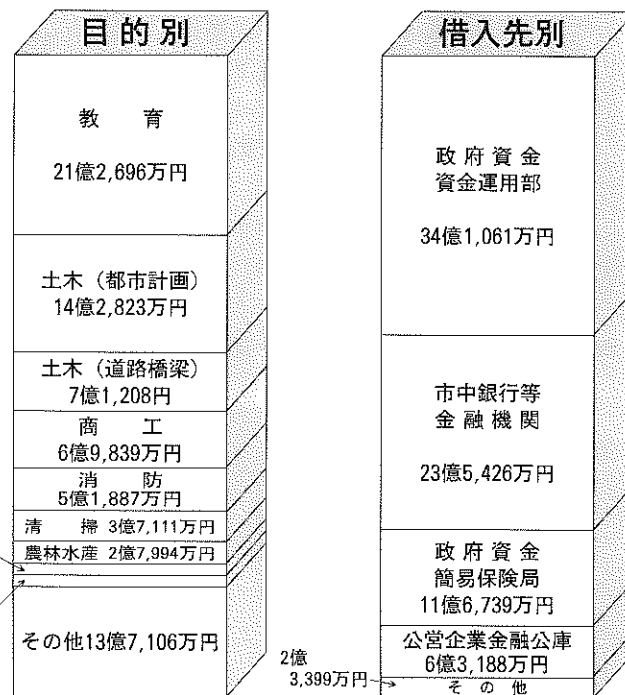 目的別
教育
21億2,696万円
土木（都市計画）
14億2,823万円
土木（道路橋梁）
7億1,208円
商工
6億9,839万円
消防
5億1,887万円
清掃 3億7,111万円
農林水産 2億7,994万円
その他13億7,106万円
借入先別
政府資金
資金運用部
34億1,061万円
市中銀行等
金融機関
23億5,426万円
政府資金
簡易保険局
11億6,739万円
公営企業金融公庫
6億3,188万円
2億
3,399万円
その他